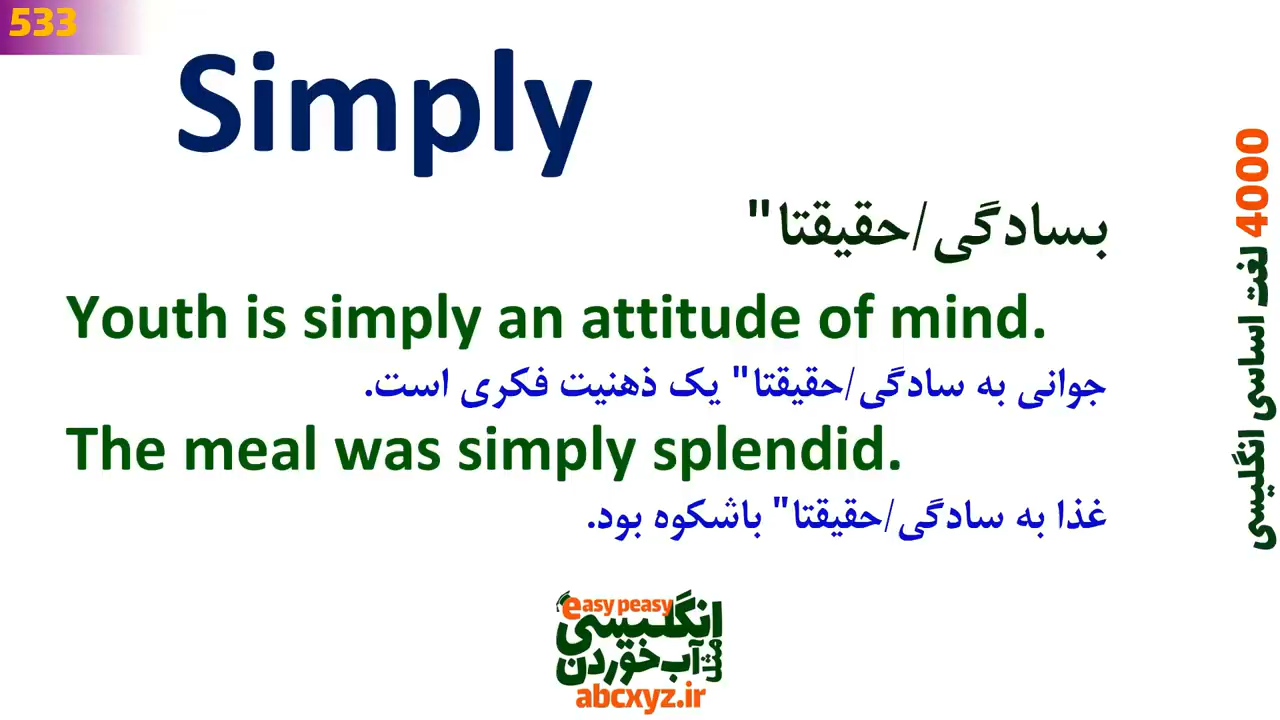 533
Simply
بسادگی/حقیقتا"
Youth is simply an attitude of mind.
جوانی به سادگی/حقیقتا" یک ذهنیت فکری است.
The meal was simply splendid.
غذا به سادگی/حقیقتا" باشکوه بود.
4000 لغت اساسی انگلیسی
easy peasy
انگلیسی
مثل آب خوردن
abcxyz.ir